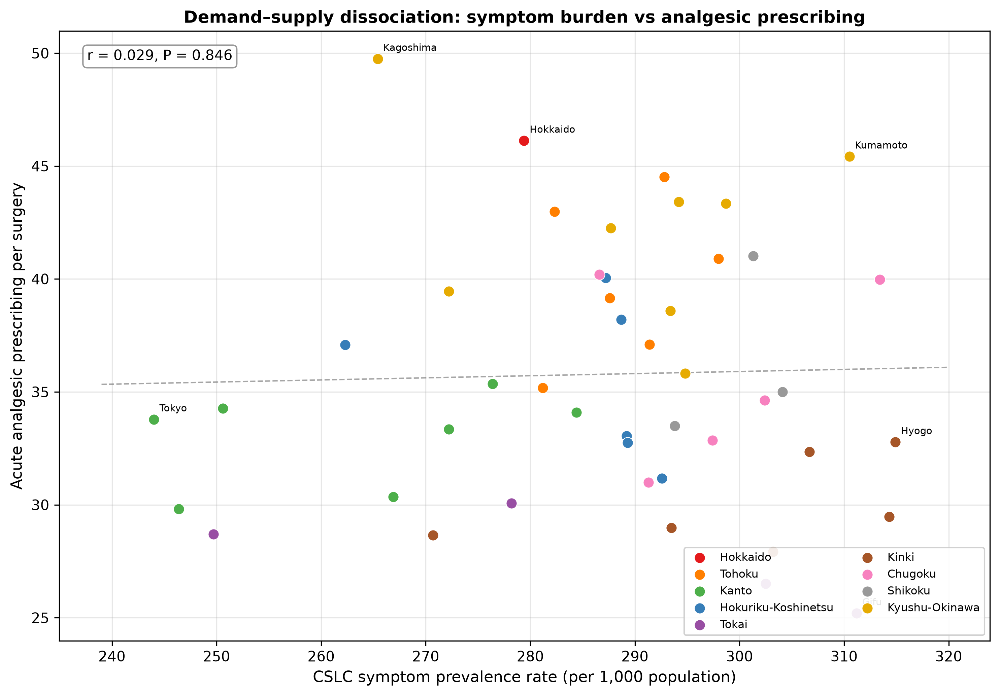 Demand–supply dissociation: symptom burden vs analgesic prescribing
r = 0.029, P = 0.846
Kagoshima
Hokkaido
Kumamoto
Tokyo
Hyogo
Gifu
Acute analgesic prescribing per surgery
50
45
40
35
30
25
240 250 260 270 280 290 300 310 320
CSLC symptom prevalence rate (per 1,000 population)
Hokkaido
Tohoku
Kanto
Hokuriku-Koshinetsu
Tokai
Kinki
Chugoku
Shikoku
Kyushu-Okinawa